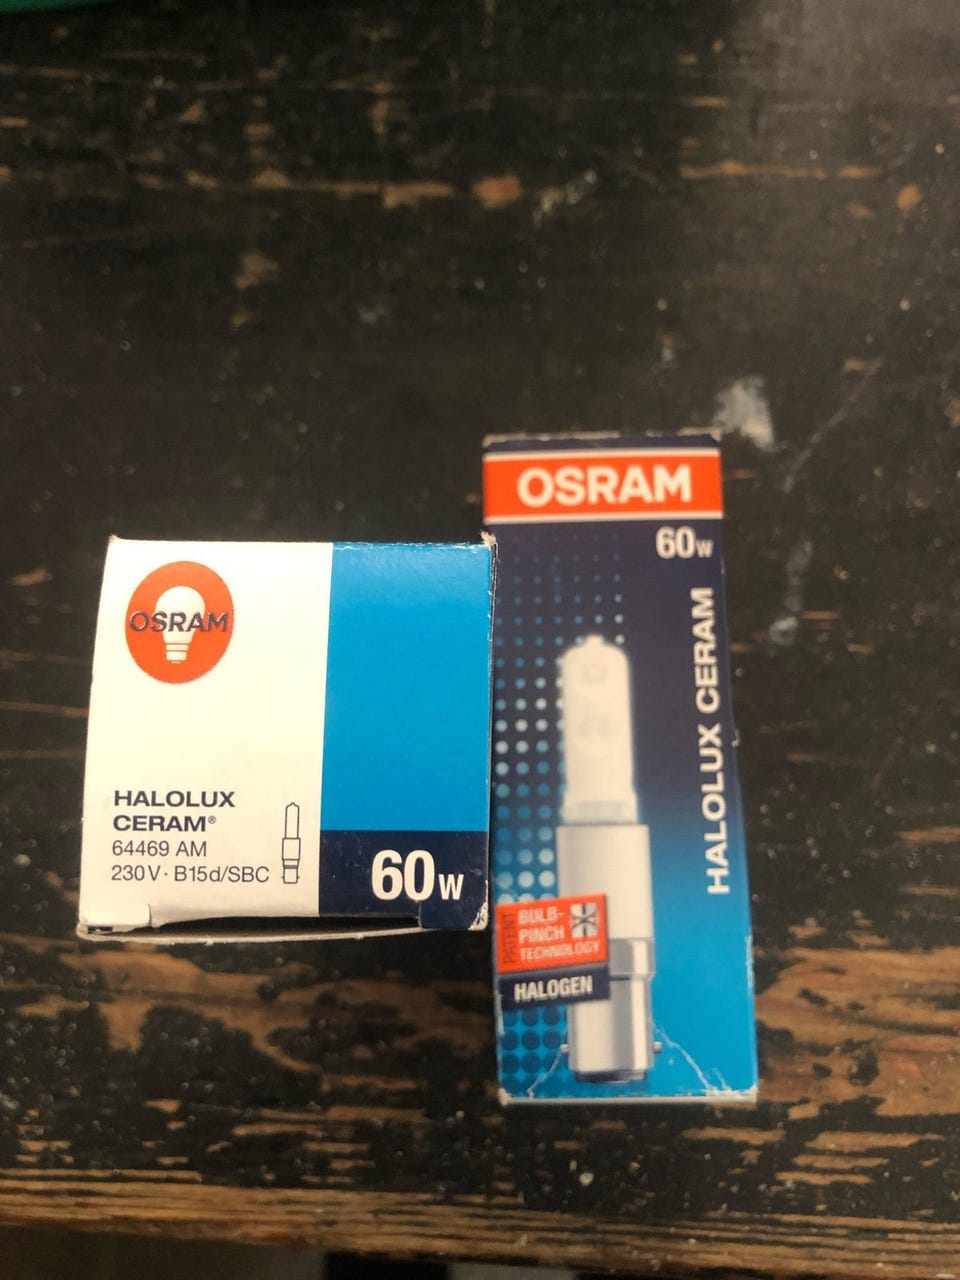 OSRAM
HALOLUX
CERAM®
64469 AM
230V · B15d/SBC
60W
OSRAM
60W
HALOLUX CERAM
PATENT
BULB-
PINCH
TECHNOLOGY
HALOGEN